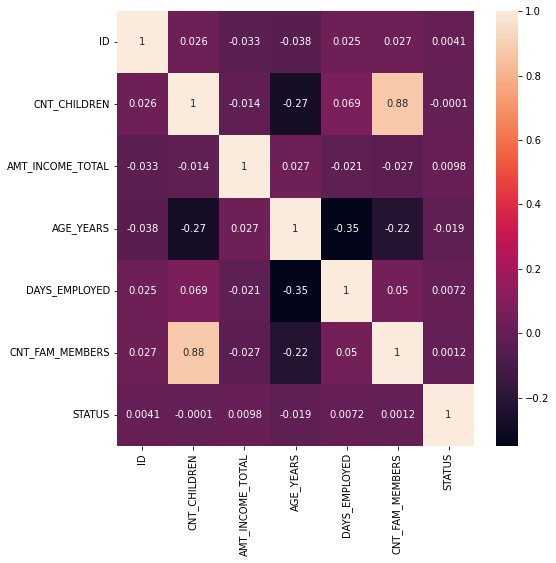 ID 1 0.026 -0.033 -0.038 0.025 0.027 0.0041
CNT_CHILDREN 0.026 1 -0.014 -0.27 0.069 0.88 -0.0001
AMT_INCOME_TOTAL -0.033 -0.014 1 0.027 -0.021 -0.027 0.0098
AGE_YEARS -0.038 -0.27 0.027 1 -0.35 -0.22 -0.019
DAYS_EMPLOYED 0.025 0.069 -0.021 -0.35 1 0.05 0.0072
CNT_FAM_MEMBERS 0.027 0.88 -0.027 -0.22 0.05 1 0.0012
STATUS 0.0041 -0.0001 0.0098 -0.019 0.0072 0.0012 1
ID
CNT_CHILDREN
AMT_INCOME_TOTAL
AGE_YEARS
DAYS_EMPLOYED
CNT_FAM_MEMBERS
STATUS
1.0
0.8
0.6
0.4
0.2
0.0
−0.2